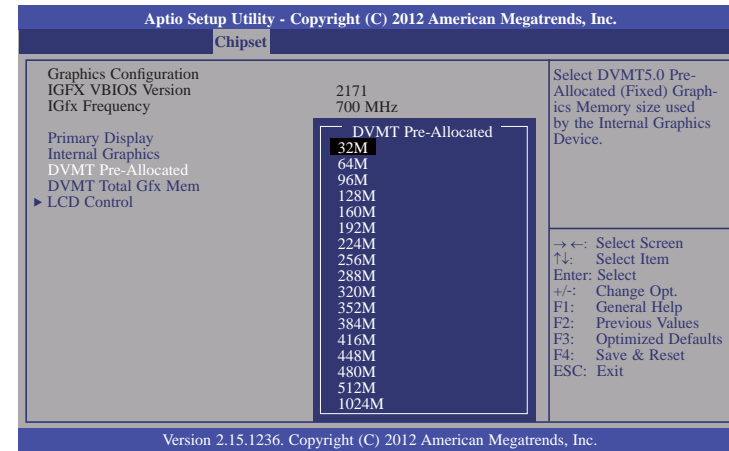 Aptio Setup Utility - Copyright (C) 2012 American Megatrends, Inc.
Chipset
Graphics Configuration
IGFX VBIOS Version 2171
IGfx Frequency 700 MHz
Primary Display
Internal Graphics
DVMT Pre-Allocated
DVMT Total Gfx Mem
▶ LCD Control
DVMT Pre-Allocated
32M
64M
96M
128M
160M
192M
224M
256M
288M
320M
352M
384M
416M
448M
480M
512M
1024M
Select DVMT5.0 Pre-
Allocated (Fixed) Graph-
ics Memory size used
by the Internal Graphics
Device.
→←: Select Screen
↑↓: Select Item
Enter: Select
+/-: Change Opt.
F1: General Help
F2: Previous Values
F3: Optimized Defaults
F4: Save & Reset
ESC: Exit
Version 2.15.1236. Copyright (C) 2012 American Megatrends, Inc.